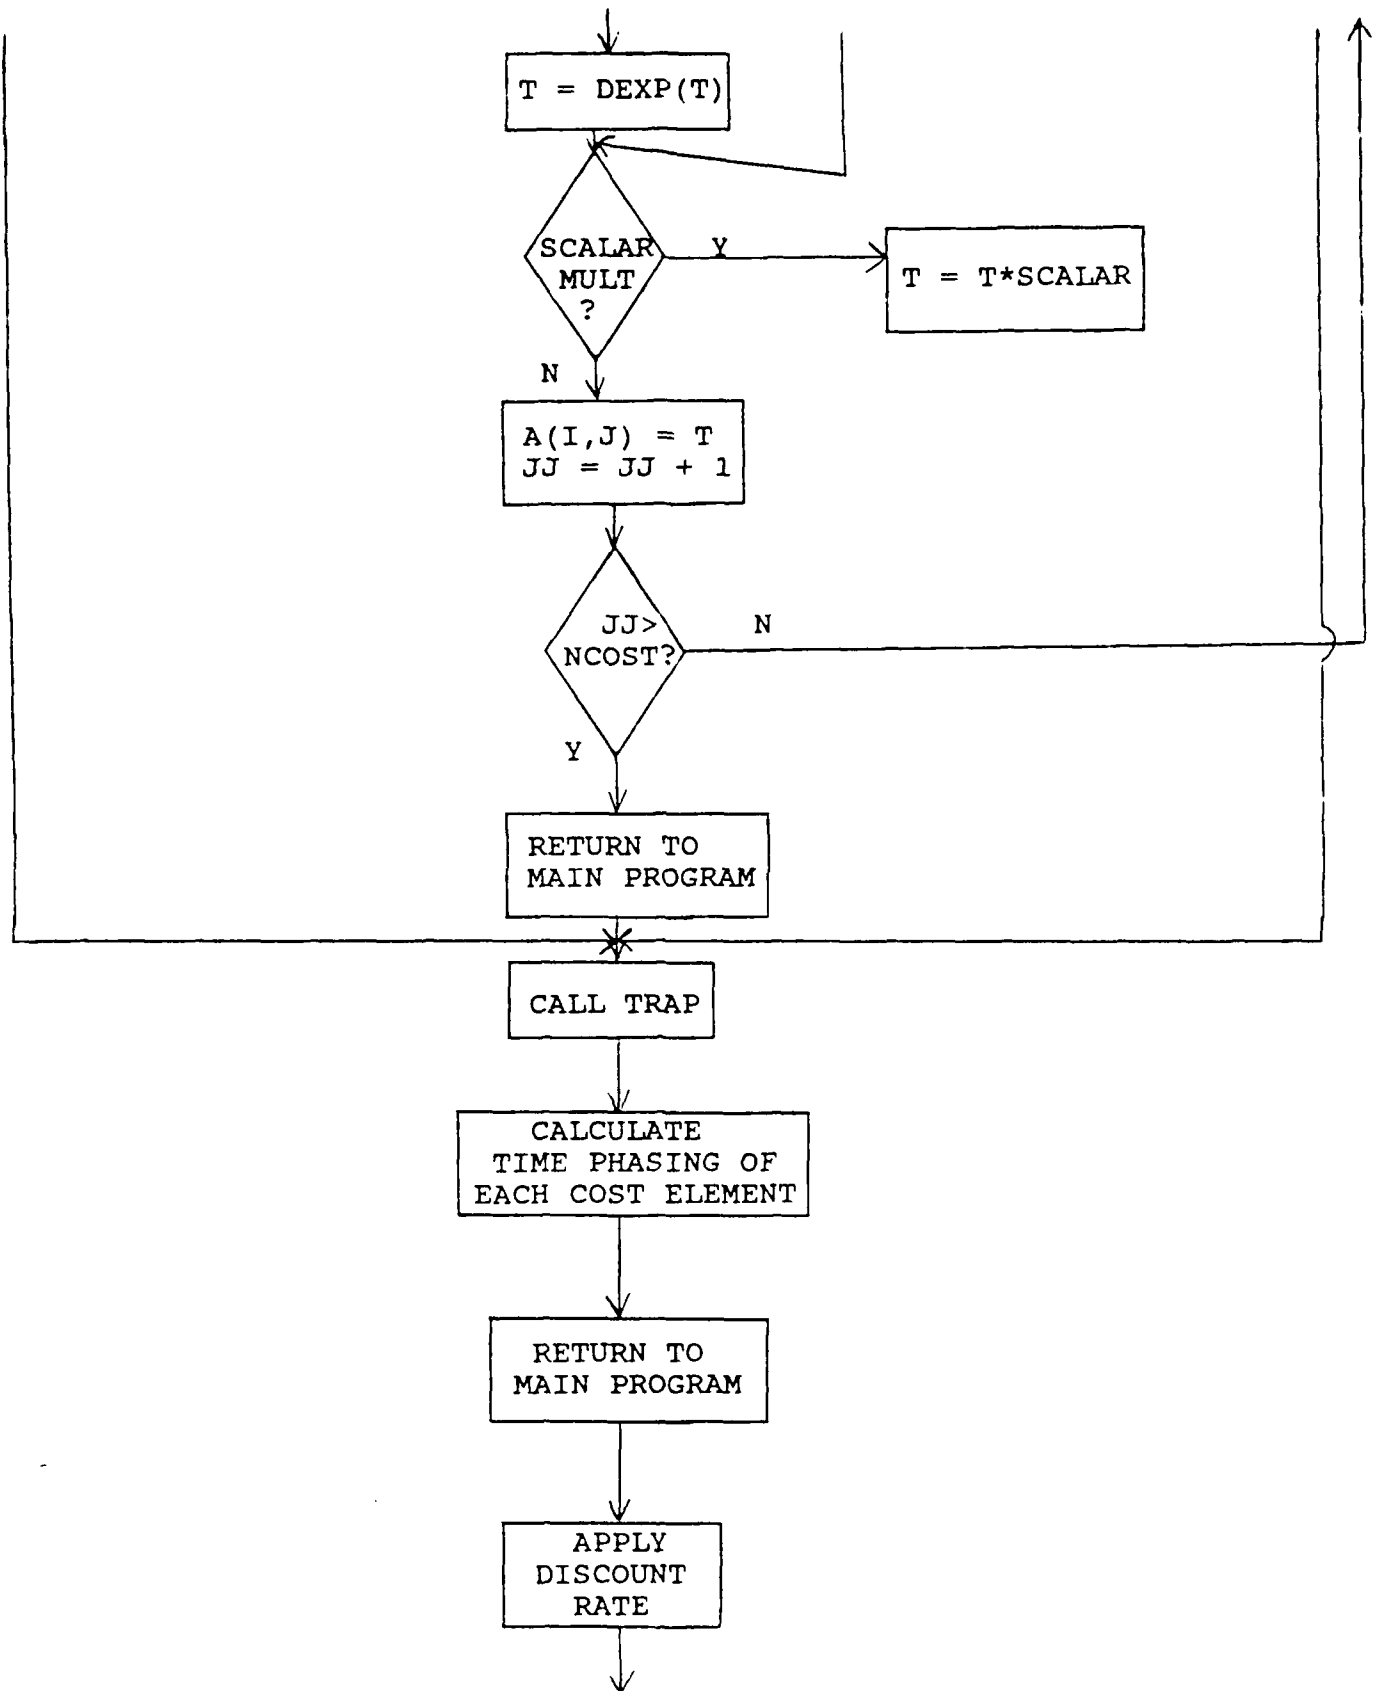 T = DEXP(T)
SCALAR
MULT
?
Y
T = T*SCALAR
N
A(I,J) = T
JJ = JJ + 1
JJ>
NCOST?
N
Y
RETURN TO
MAIN PROGRAM
CALL TRAP
CALCULATE
TIME PHASING OF
EACH COST ELEMENT
RETURN TO
MAIN PROGRAM
APPLY
DISCOUNT
RATE